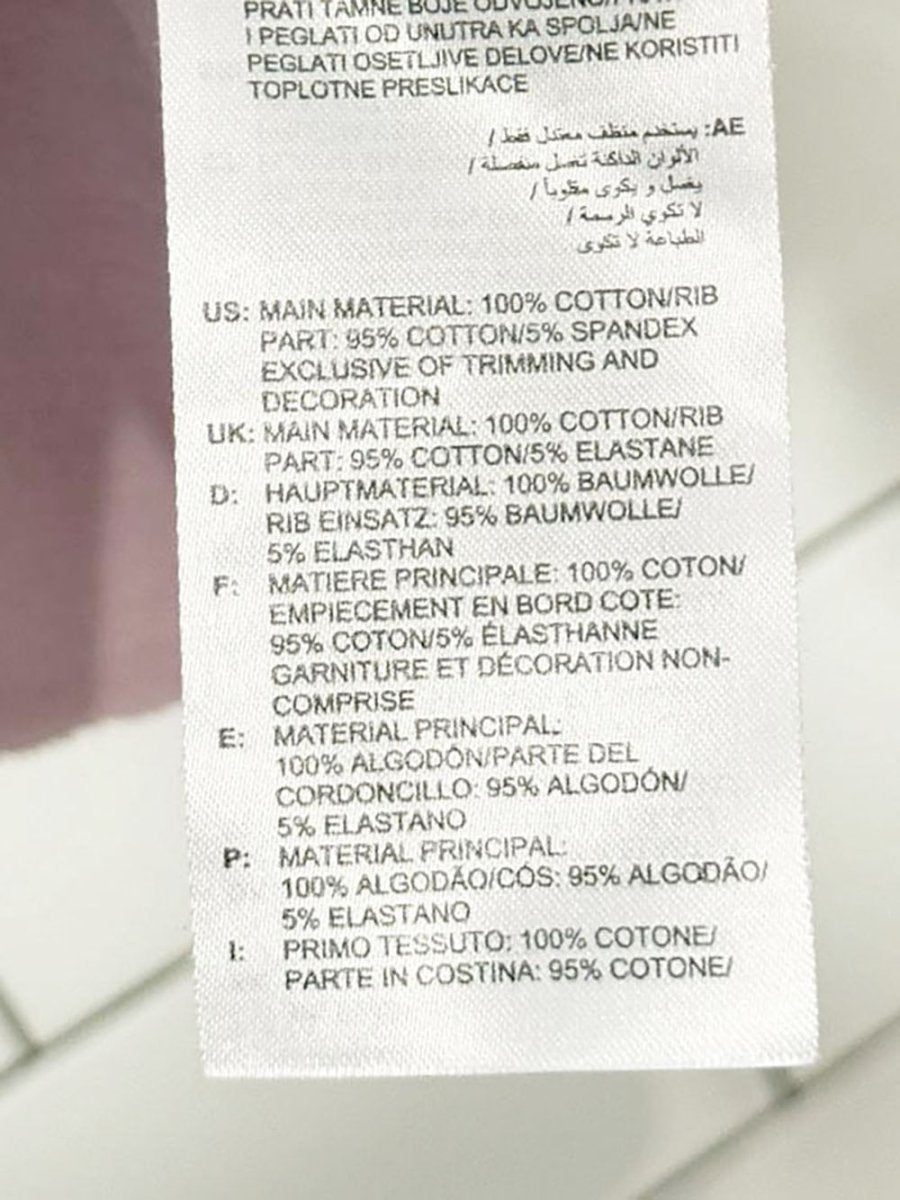 PRATI TAMNE BOJE
I PEGLATI OD UNUTRA KA SPOLJA/NE
PEGLATI OSETLJIVE DELOVE/NE KORISTITI
TOPLOTNE PRESLIKACE
AE: يستخدم منظف معتدل فقط /
الألوان الداكنة تغسل منفصلة /
يغسل و يكوى مقلوباً /
لا تكوي الرسمة /
الطباعة لا تكوى
US: MAIN MATERIAL: 100% COTTON/RIB
PART: 95% COTTON/5% SPANDEX
EXCLUSIVE OF TRIMMING AND
DECORATION
UK: MAIN MATERIAL: 100% COTTON/RIB
PART: 95% COTTON/5% ELASTANE
D: HAUPTMATERIAL: 100% BAUMWOLLE/
RIB EINSATZ: 95% BAUMWOLLE/
5% ELASTHAN
F: MATIERE PRINCIPALE: 100% COTON/
EMPIECEMENT EN BORD COTE:
95% COTON/5% ÉLASTHANNE
GARNITURE ET DÉCORATION NON-
COMPRISE
E: MATERIAL PRINCIPAL:
100% ALGODÓN/PARTE DEL
CORDONCILLO: 95% ALGODÓN/
5% ELASTANO
P: MATERIAL PRINCIPAL:
100% ALGODÃO/CÓS: 95% ALGODÃO/
5% ELASTANO
I: PRIMO TESSUTO: 100% COTONE/
PARTE IN COSTINA: 95% COTONE/